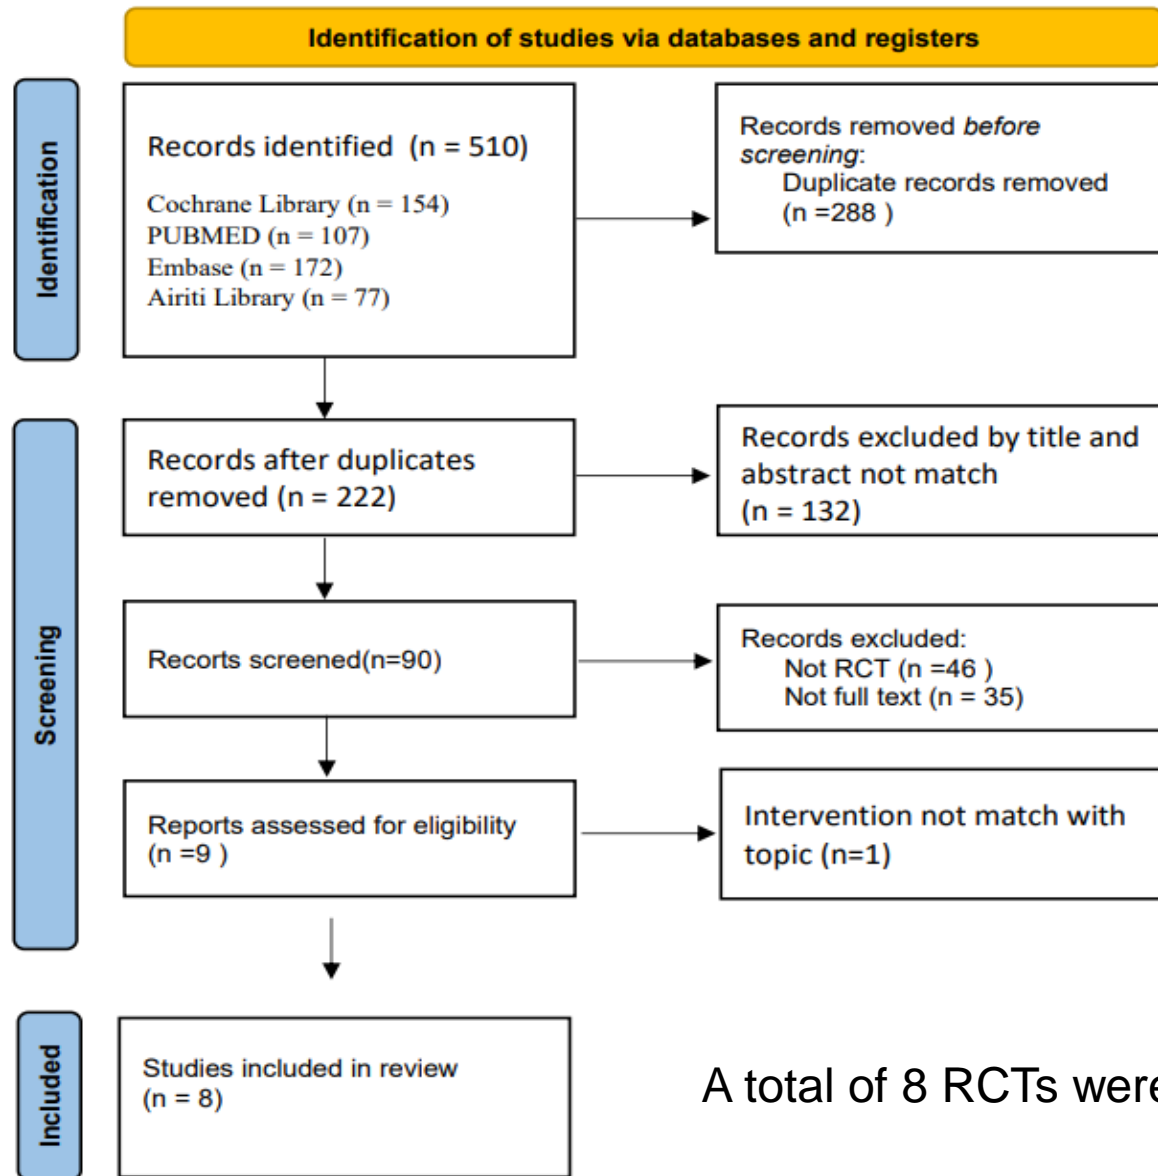 Identification of studies via databases and registers
Identification
Records identified (n = 510)
Cochrane Library (n = 154)
PUBMED (n = 107)
Embase (n = 172)
Airiti Library (n = 77)
Records removed before
screening:
Duplicate records removed
(n =288 )
Screening
Records after duplicates
removed (n = 222)
Records excluded by title and
abstract not match
(n = 132)
Recorts screened(n=90)
Records excluded:
Not RCT (n =46 )
Not full text (n = 35)
Reports assessed for eligibility
(n =9 )
Intervention not match with
topic (n=1)
Included
Studies included in review
(n = 8)
A total of 8 RCTs were